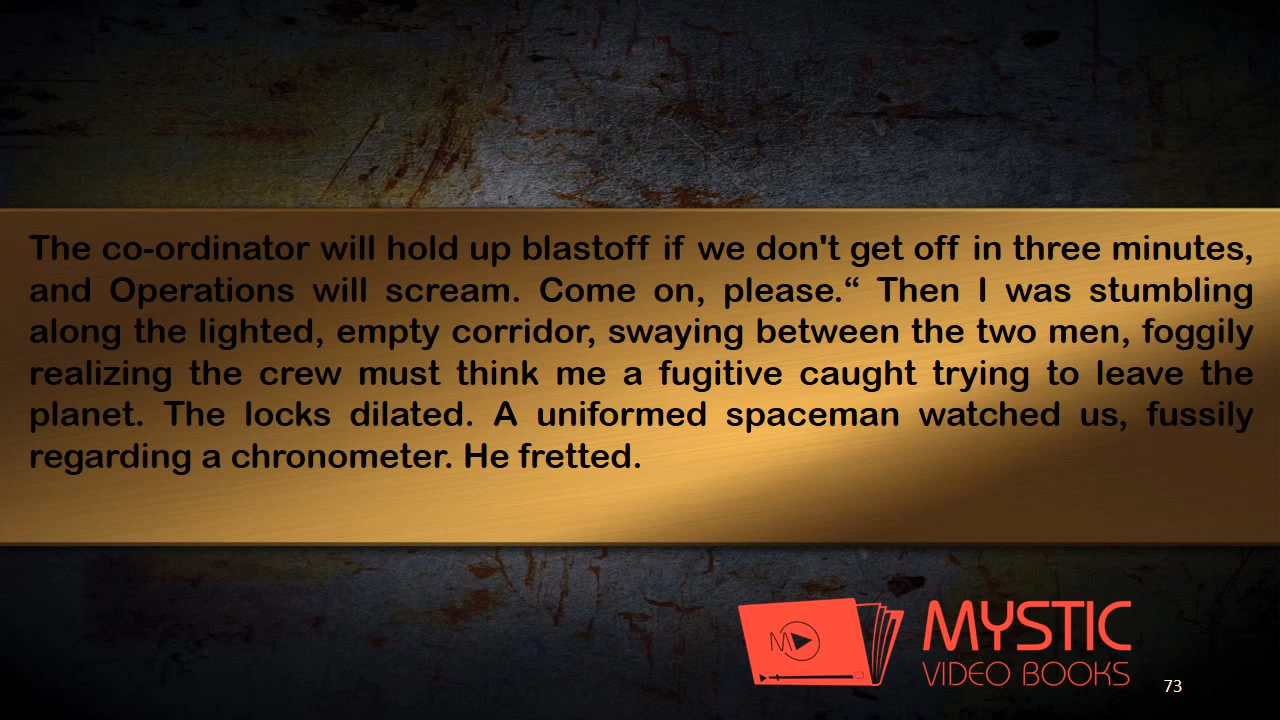 The co-ordinator will hold up blastoff if we don't get off in three minutes,
and Operations will scream. Come on, please.“ Then I was stumbling
along the lighted, empty corridor, swaying between the two men, foggily
realizing the crew must think me a fugitive caught trying to leave the
planet. The locks dilated. A uniformed spaceman watched us, fussily
regarding a chronometer. He fretted.
M
MYSTIC
VIDEO BOOKS
73